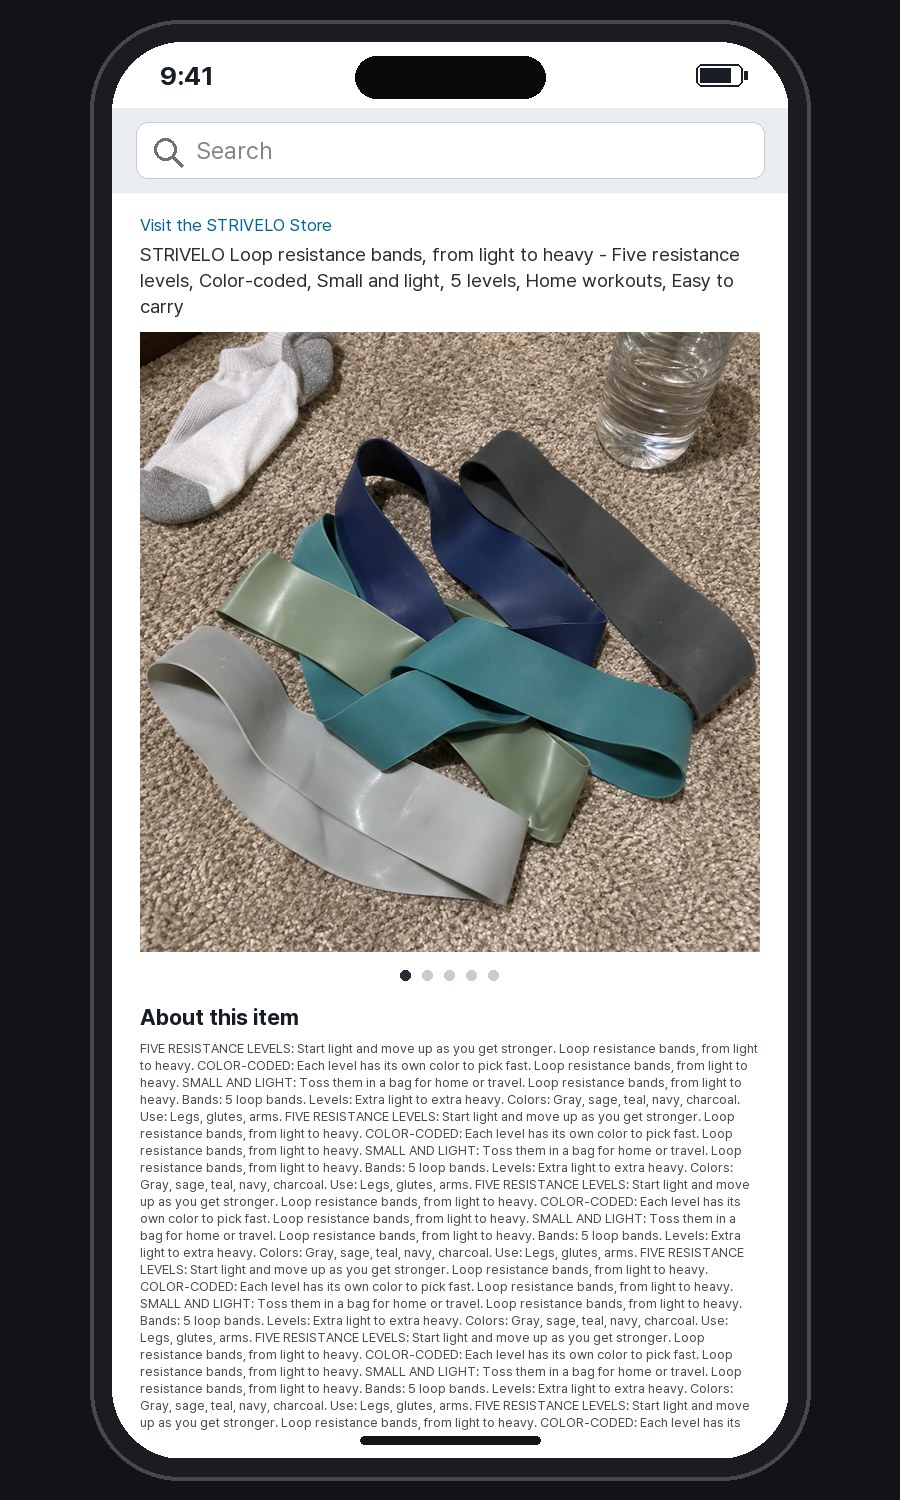 9:41
Search
Visit the STRIVELO Store
STRIVELO Loop resistance bands, from light to heavy - Five resistance
levels, Color-coded, Small and light, 5 levels, Home workouts, Easy to
carry
About this item
FIVE RESISTANCE LEVELS: Start light and move up as you get stronger. Loop resistance bands, from light
to heavy. COLOR-CODED: Each level has its own color to pick fast. Loop resistance bands, from light to
heavy. SMALL AND LIGHT: Toss them in a bag for home or travel. Loop resistance bands, from light to
heavy. Bands: 5 loop bands. Levels: Extra light to extra heavy. Colors: Gray, sage, teal, navy, charcoal.
Use: Legs, glutes, arms. FIVE RESISTANCE LEVELS: Start light and move up as you get stronger. Loop
resistance bands, from light to heavy. COLOR-CODED: Each level has its own color to pick fast. Loop
resistance bands, from light to heavy. SMALL AND LIGHT: Toss them in a bag for home or travel. Loop
resistance bands, from light to heavy. Bands: 5 loop bands. Levels: Extra light to extra heavy. Colors:
Gray, sage, teal, navy, charcoal. Use: Legs, glutes, arms. FIVE RESISTANCE LEVELS: Start light and move
up as you get stronger. Loop resistance bands, from light to heavy. COLOR-CODED: Each level has its
own color to pick fast. Loop resistance bands, from light to heavy. SMALL AND LIGHT: Toss them in a
bag for home or travel. Loop resistance bands, from light to heavy. Bands: 5 loop bands. Levels: Extra
light to extra heavy. Colors: Gray, sage, teal, navy, charcoal. Use: Legs, glutes, arms. FIVE RESISTANCE
LEVELS: Start light and move up as you get stronger. Loop resistance bands, from light to heavy.
COLOR-CODED: Each level has its own color to pick fast. Loop resistance bands, from light to heavy.
SMALL AND LIGHT: Toss them in a bag for home or travel. Loop resistance bands, from light to heavy.
Bands: 5 loop bands. Levels: Extra light to extra heavy. Colors: Gray, sage, teal, navy, charcoal. Use:
Legs, glutes, arms. FIVE RESISTANCE LEVELS: Start light and move up as you get stronger. Loop
resistance bands, from light to heavy. COLOR-CODED: Each level has its own color to pick fast. Loop
resistance bands, from light to heavy. SMALL AND LIGHT: Toss them in a bag for home or travel. Loop
resistance bands, from light to heavy. Bands: 5 loop bands. Levels: Extra light to extra heavy. Colors:
Gray, sage, teal, navy, charcoal. Use: Legs, glutes, arms. FIVE RESISTANCE LEVELS: Start light and move
up as you get stronger. Loop resistance bands, from light to heavy. COLOR-CODED: Each level has its